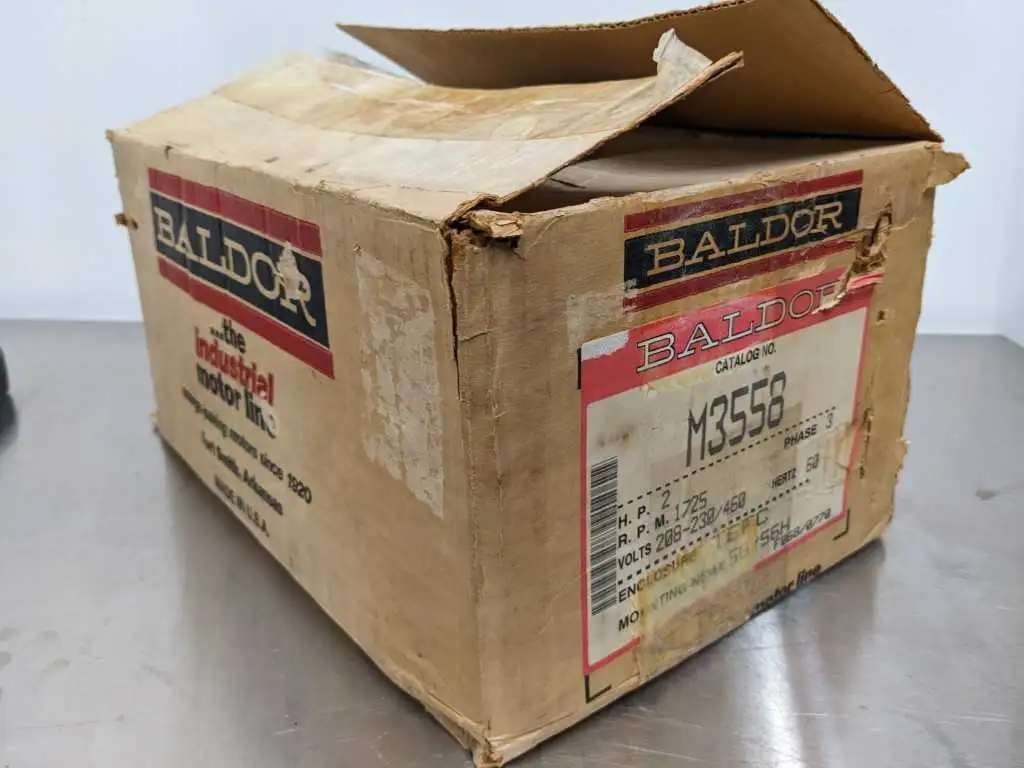 BALDOR
...the
industrial
motor line
energy-saving motors since 1920
Fort Smith, Arkansas
MADE IN U.S.A.
BALDOR
BALDOR
CATALOG NO.
M3558
H. P. 2 PHASE 3
R. P. M. 1725 HERTZ 60
VOLTS 208-230/460
ENCLOSURE TEFC
MOUNTING-NEMA 56/56H
F068/0770
motor line